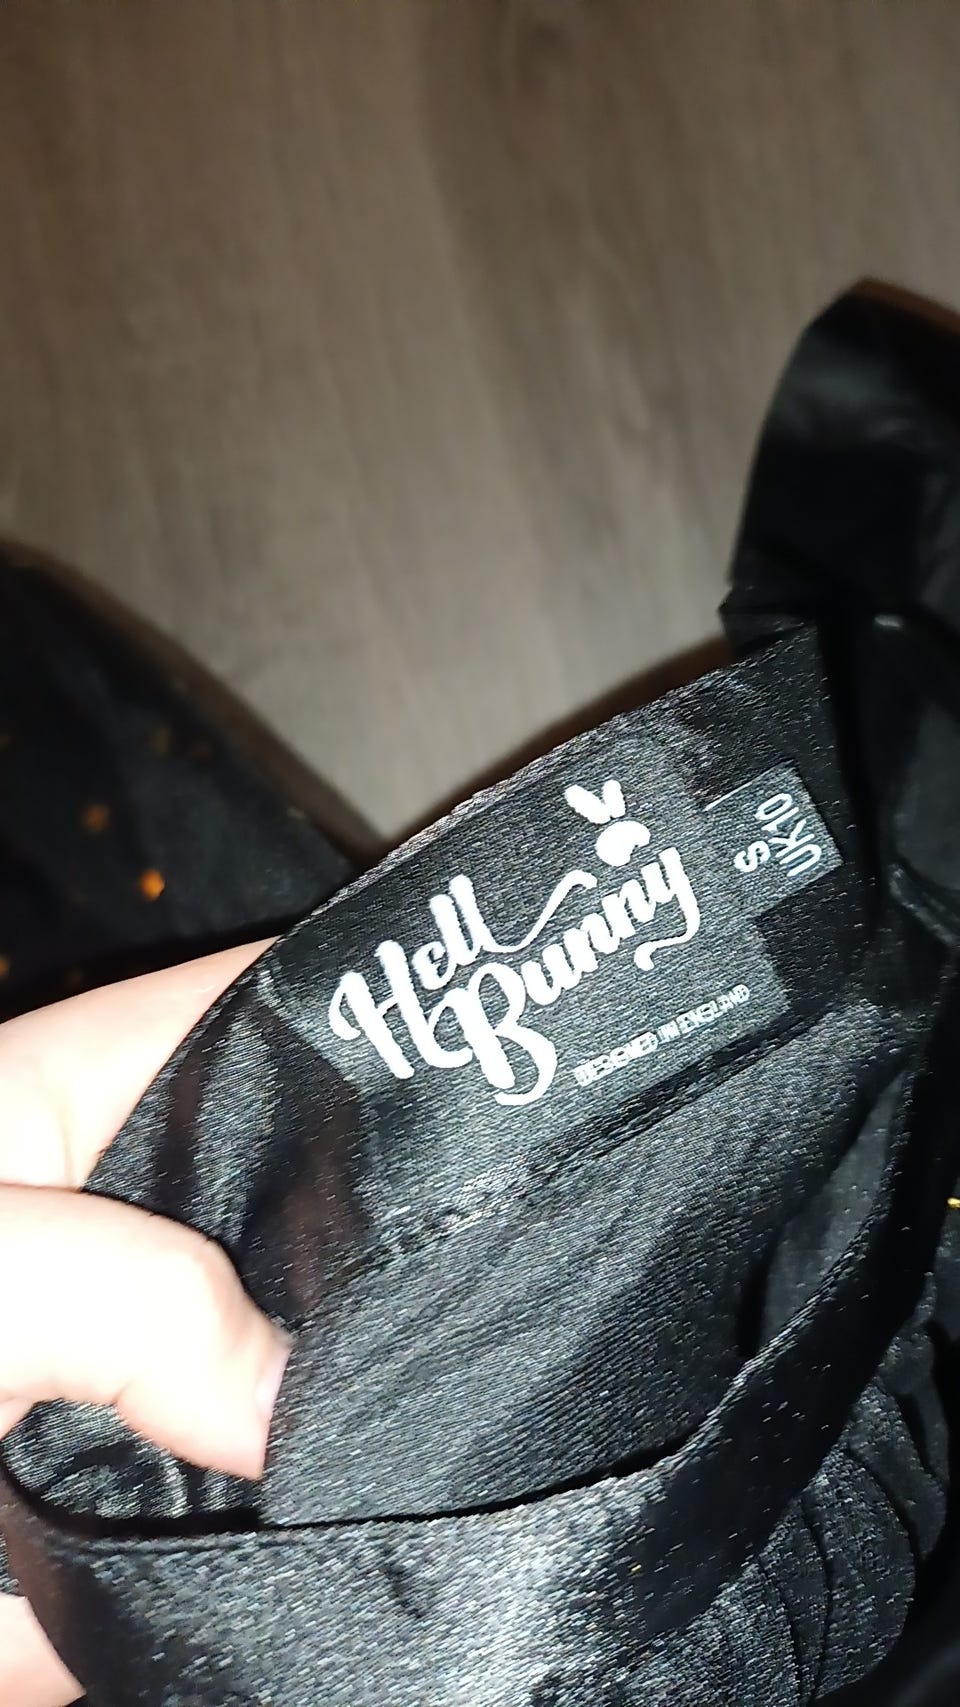 Hell
Bunny
DESIGNED IN ENGLAND
S
UK10